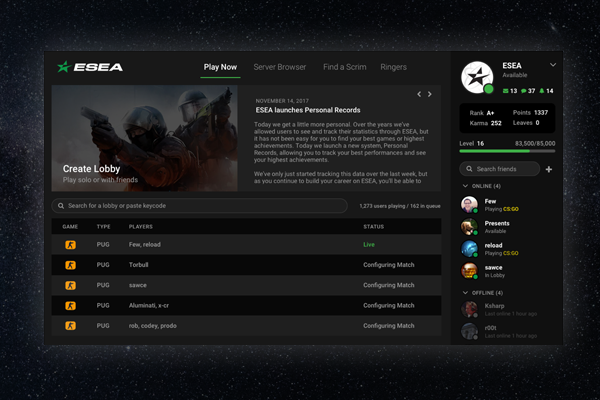 ESEA
Play Now
Server Browser
Find a Scrim
Ringers
ESEA
Available
13 37 14
NOVEMBER 14, 2017
ESEA launches Personal Records
Today we get a little more personal. Over the years we've
allowed users to see and track their statistics through ESEA, but
it has not been easy for you to find your best games or highest
achievements. Today we launch a new system, Personal
Records, allowing you to track your best performances and see
your highest achievements.
We've only just started tracking this data over the last week, but
as you continue to build your career on ESEA, you'll be able to
Create Lobby
Play solo or with friends
Rank A+ Points 1337
Karma 252 Leaves 0
Level 16 83,500/85,000
Search friends
Search for a lobby or paste keycode
1,273 users playing / 162 in queue
GAME TYPE PLAYERS STATUS
PUG Few, reload Live
PUG Torbull Configuring Match
PUG sawce Configuring Match
PUG Aluminati, x-cr Configuring Match
PUG rob, codey, prodo Configuring Match
ONLINE (4)
Few
Playing CS:GO
Presents
Available
reload
Playing CS:GO
sawce
In Lobby
OFFLINE (4)
Ksharp
Last online 1 hour ago
r00t
Last online 1 hour ago